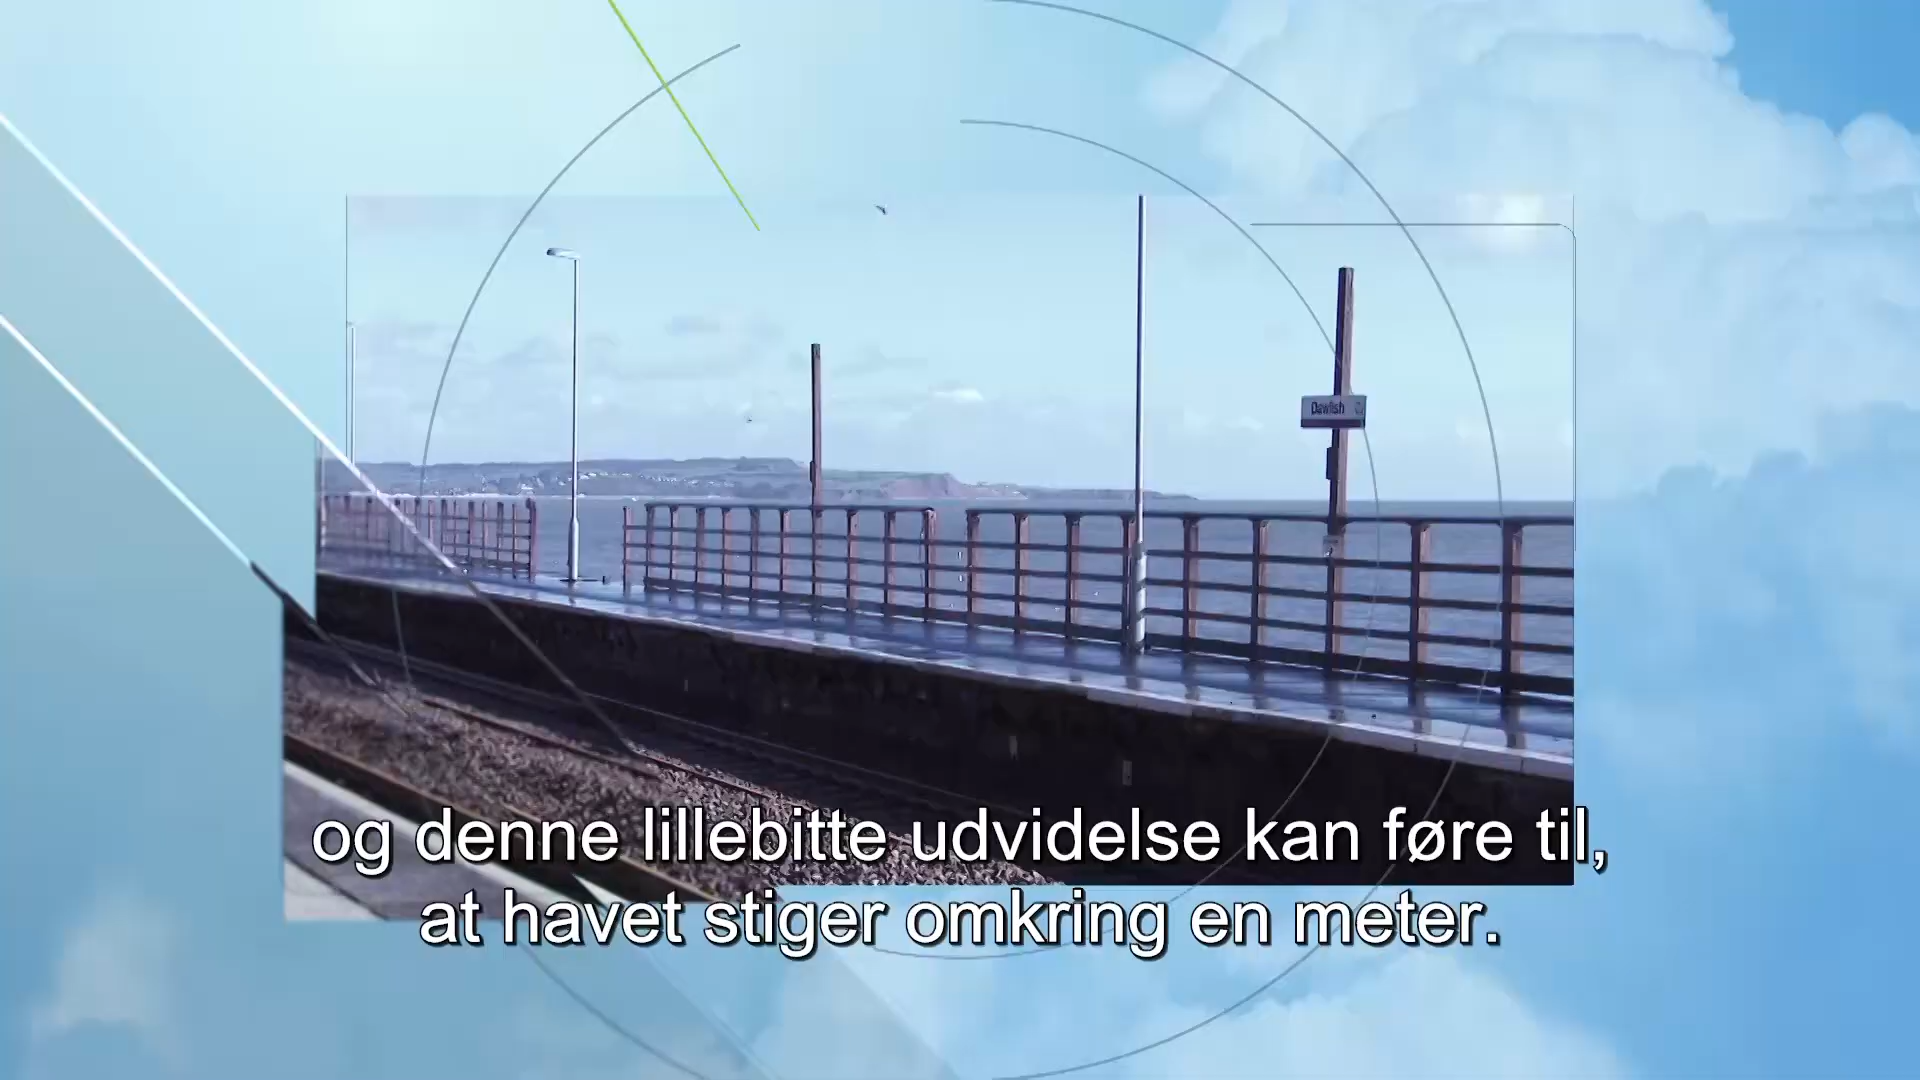 Dawlish
og denne lillebitte udvidelse kan føre til,
at havet stiger omkring en meter.